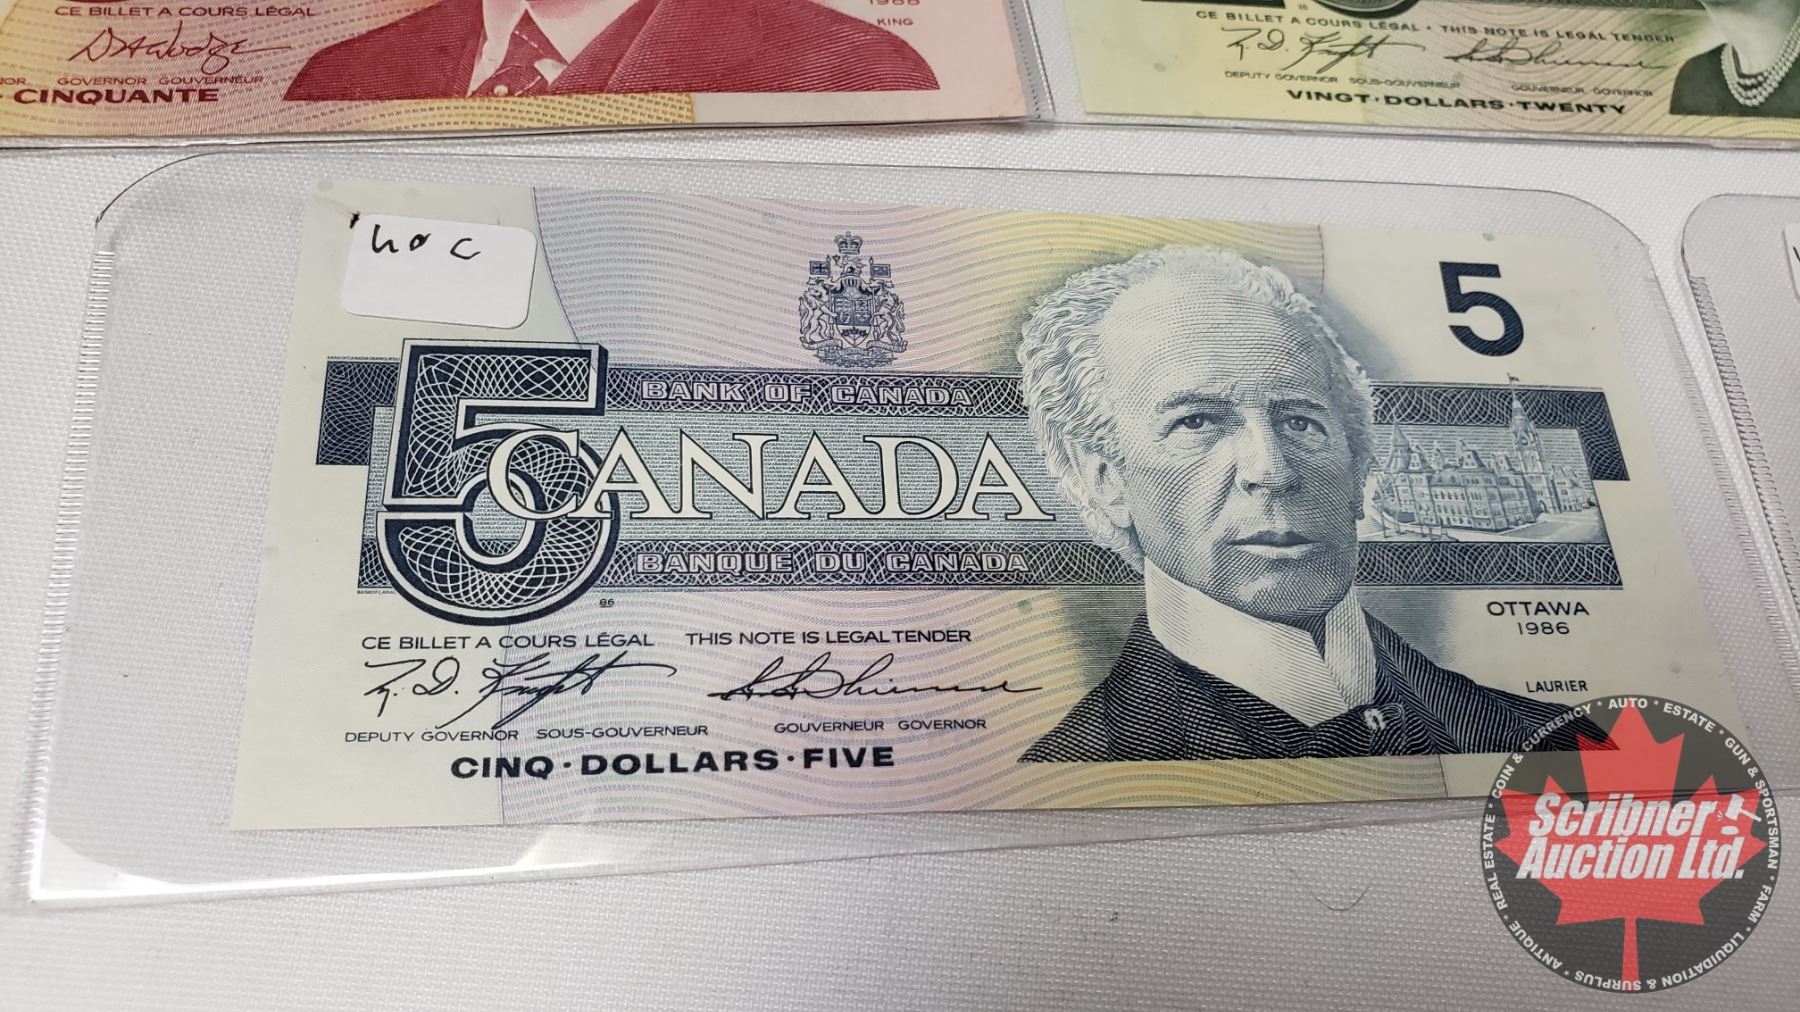 CE BILLET A COURS LÉGAL
1988
KING
GOVERNOR GOUVERNEUR
CINQUANTE
CE BILLET A COURS LÉGAL · THIS NOTE IS LEGAL TENDER
DEPUTY GOVERNOR SOUS-GOUVERNEUR GOUVERNEUR GOVERNOR
VINGT·DOLLARS·TWENTY
5
BANK OF CANADA
5
CANADA
BANQUE DU CANADA
86
OTTAWA
1986
CE BILLET A COURS LÉGAL THIS NOTE IS LEGAL TENDER
LAURIER
DEPUTY GOVERNOR SOUS-GOUVERNEUR GOUVERNEUR GOVERNOR
CINQ·DOLLARS·FIVE
Scribner
Auction Ltd.
* AUTO * ESTATE * GUN & SPORTSMAN * FARM * LIQUIDATION & SURPLUS * ANTIQUE * REAL ESTATE * COIN & CURRENCY